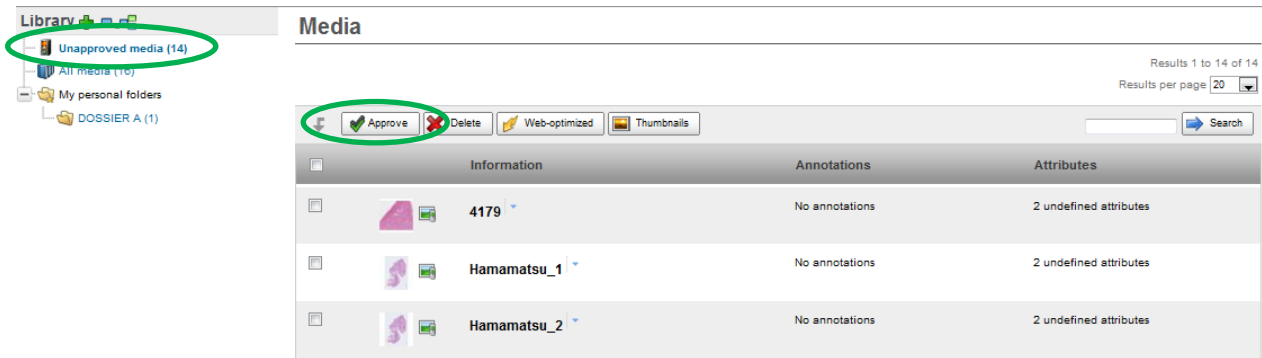 Library
Unapproved media (14)
All media (16)
My personal folders
DOSSIER A (1)
Media
Results 1 to 14 of 14
Results per page 20
Approve Delete Web-optimized Thumbnails Search
Information Annotations Attributes
4179 No annotations 2 undefined attributes
Hamamatsu_1 No annotations 2 undefined attributes
Hamamatsu_2 No annotations 2 undefined attributes